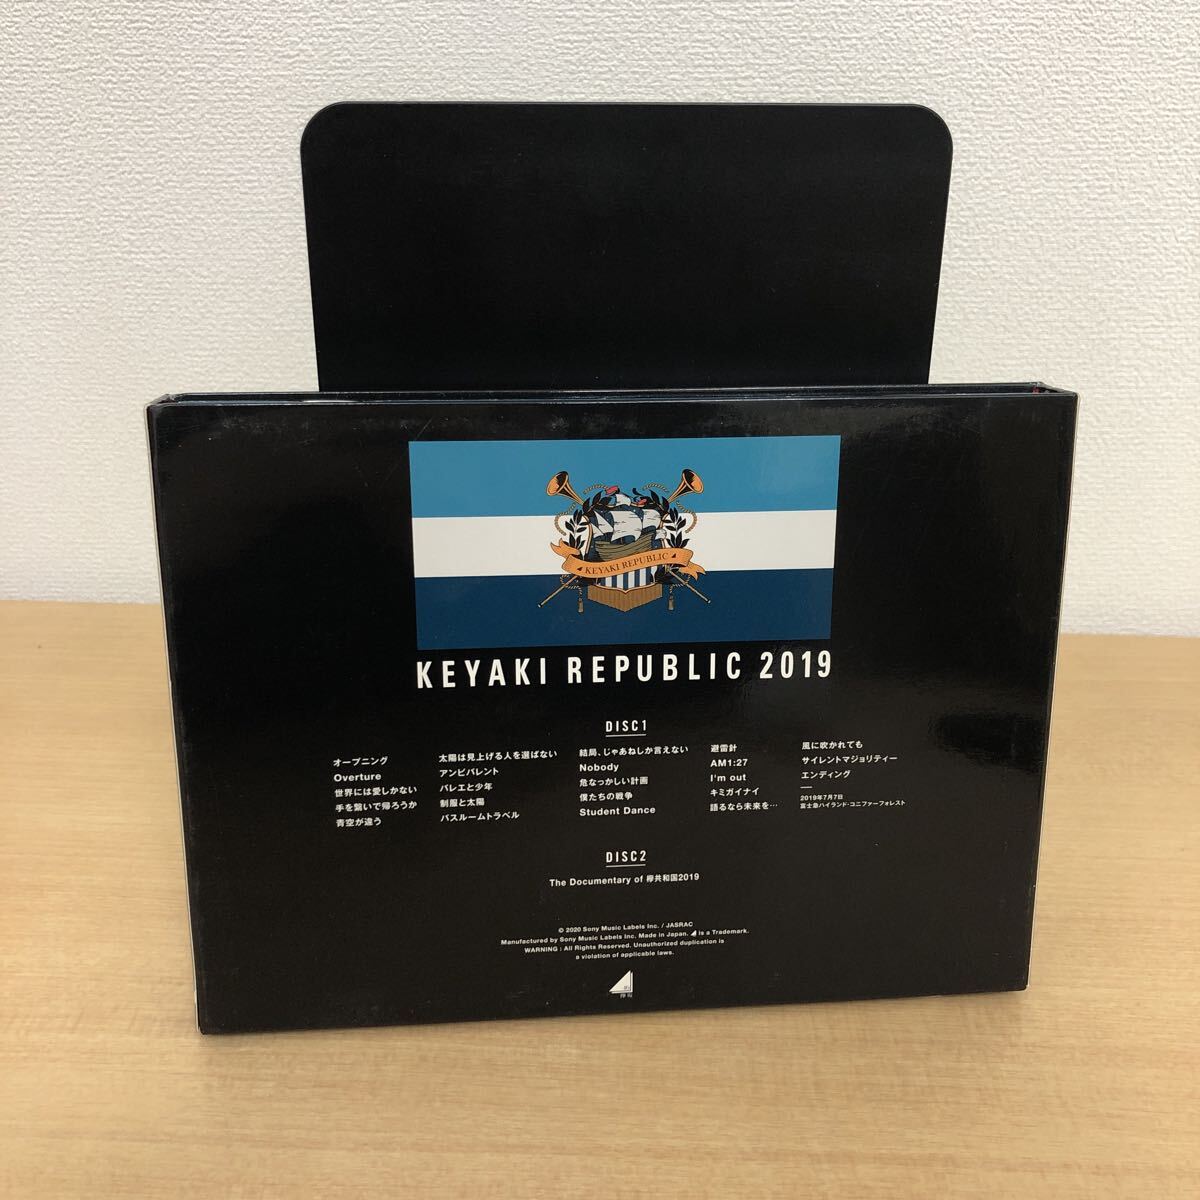 KEYAKI REPUBLIC
KEYAKI REPUBLIC 2019
DISC1
オープニング
Overture
世界には愛しかない
手を繋いで帰ろうか
青空が違う
太陽は見上げる人を選ばない
アンビバレント
バレエと少年
制服と太陽
バスルームトラベル
結局、じゃあねしか言えない
Nobody
危なっかしい計画
僕たちの戦争
Student Dance
避雷針
AM1:27
I'm out
キミガイナイ
語るなら未来を…
風に吹かれても
サイレントマジョリティー
エンディング
2019年7月7日
富士急ハイランド・コニファーフォレスト
DISC2
The Documentary of 欅共和国2019
© 2020 Sony Music Labels Inc. / JASRAC
Manufactured by Sony Music Labels Inc. Made in Japan. is a Trademark.
WARNING : All Rights Reserved. Unauthorized duplication is
a violation of applicable laws.